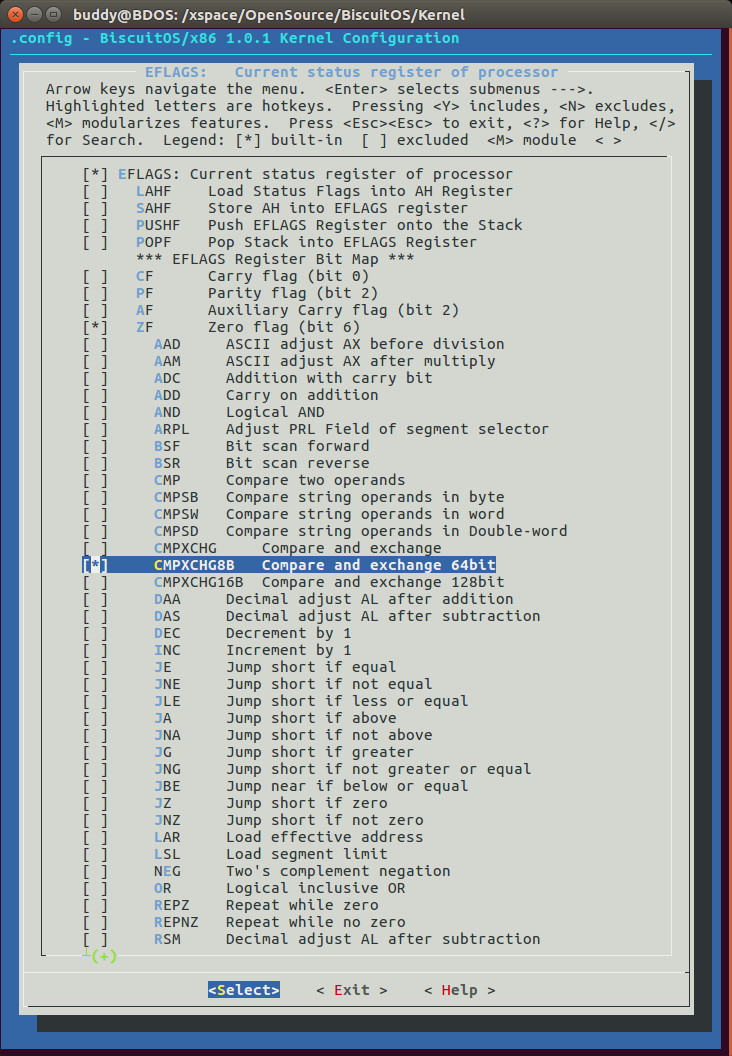 buddy@BDOS: /xspace/OpenSource/BiscuitOS/Kernel
.config - BiscuitOS/x86 1.0.1 Kernel Configuration
EFLAGS:   Current status register of processor
Arrow keys navigate the menu.  <Enter> selects submenus --->.
Highlighted letters are hotkeys.  Pressing <Y> includes, <N> excludes,
<M> modularizes features.  Press <Esc><Esc> to exit, <?> for Help, </>
for Search.  Legend: [*] built-in  [ ] excluded  <M> module  < >
[*] EFLAGS: Current status register of processor
[ ]   LAHF    Load Status Flags into AH Register
[ ]   SAHF    Store AH into EFLAGS register
[ ]   PUSHF   Push EFLAGS Register onto the Stack
[ ]   POPF    Pop Stack into EFLAGS Register
*** EFLAGS Register Bit Map ***
[ ]   CF      Carry flag (bit 0)
[ ]   PF      Parity flag (bit 2)
[ ]   AF      Auxiliary Carry flag (bit 2)
[*]   ZF      Zero flag (bit 6)
[ ]     AAD     ASCII adjust AX before division
[ ]     AAM     ASCII adjust AX after multiply
[ ]     ADC     Addition with carry bit
[ ]     ADD     Carry on addition
[ ]     AND     Logical AND
[ ]     ARPL    Adjust PRL Field of segment selector
[ ]     BSF     Bit scan forward
[ ]     BSR     Bit scan reverse
[ ]     CMP     Compare two operands
[ ]     CMPSB   Compare string operands in byte
[ ]     CMPSW   Compare string operands in word
[ ]     CMPSD   Compare string operands in Double-word
[ ]     CMPXCHG     Compare and exchange
[*]     CMPXCHG8B   Compare and exchange 64bit
[ ]     CMPXCHG16B  Compare and exchange 128bit
[ ]     DAA     Decimal adjust AL after addition
[ ]     DAS     Decimal adjust AL after subtraction
[ ]     DEC     Decrement by 1
[ ]     INC     Increment by 1
[ ]     JE      Jump short if equal
[ ]     JNE     Jump short if not equal
[ ]     JLE     Jump short if less or equal
[ ]     JA      Jump short if above
[ ]     JNA     Jump short if not above
[ ]     JG      Jump short if greater
[ ]     JNG     Jump short if not greater or equal
[ ]     JBE     Jump near if below or equal
[ ]     JZ      Jump short if zero
[ ]     JNZ     Jump short if not zero
[ ]     LAR     Load effective address
[ ]     LSL     Load segment limit
[ ]     NEG     Two's complement negation
[ ]     OR      Logical inclusive OR
[ ]     REPZ    Repeat while zero
[ ]     REPNZ   Repeat while no zero
[ ]     RSM     Decimal adjust AL after subtraction
(+)
<Select>    < Exit >    < Help >